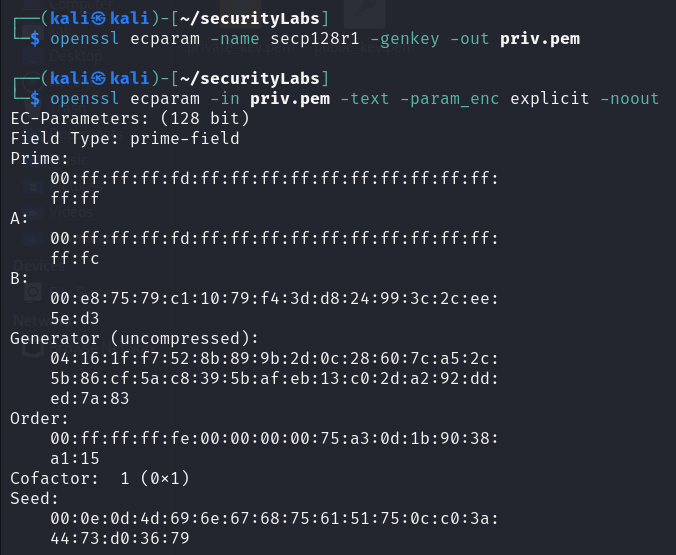 ┌──(kali㉿kali)-[~/securityLabs]
└─$ openssl ecparam -name secp128r1 -genkey -out priv.pem
┌──(kali㉿kali)-[~/securityLabs]
└─$ openssl ecparam -in priv.pem -text -param_enc explicit -noout
EC-Parameters: (128 bit)
Field Type: prime-field
Prime:
    00:ff:ff:ff:fd:ff:ff:ff:ff:ff:ff:ff:ff:ff:ff:
    ff:ff
A:
    00:ff:ff:ff:fd:ff:ff:ff:ff:ff:ff:ff:ff:ff:ff:
    ff:fc
B:
    00:e8:75:79:c1:10:79:f4:3d:d8:24:99:3c:2c:ee:
    5e:d3
Generator (uncompressed):
    04:16:1f:f7:52:8b:89:9b:2d:0c:28:60:7c:a5:2c:
    5b:86:cf:5a:c8:39:5b:af:eb:13:c0:2d:a2:92:dd:
    ed:7a:83
Order:
    00:ff:ff:ff:fe:00:00:00:00:75:a3:0d:1b:90:38:
    a1:15
Cofactor:  1 (0×1)
Seed:
    00:0e:0d:4d:69:6e:67:68:75:61:51:75:0c:c0:3a:
    44:73:d0:36:79